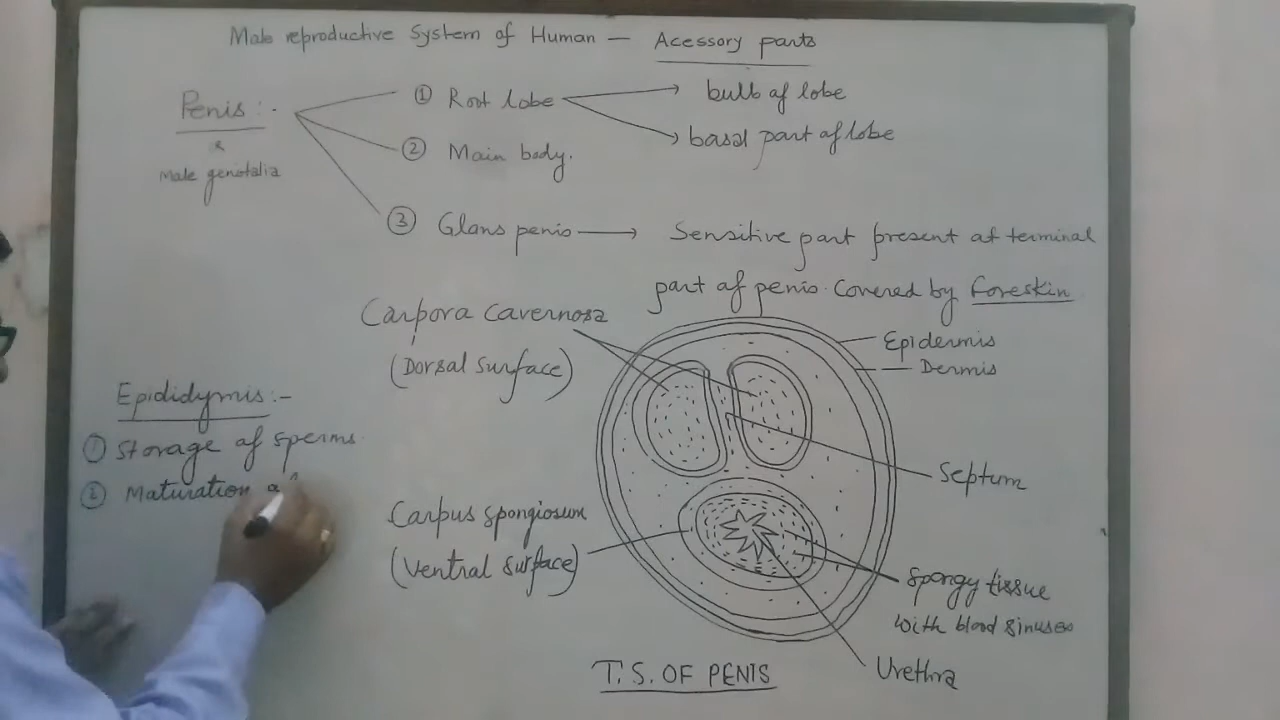 Male reproductive System of Human — Acessory parts
Penis :-
Male genitalia
① Root lobe
bulb of lobe
basal part of lobe
② Main body.
③ Glans penis → Sensitive part present at terminal
part of penis. Covered by Foreskin
Carpora cavernosa
(Dorsal surface)
Epidermis
Dermis
Septum
Carpus spongiosum
(Ventral surface)
Spongy tissue
with blood sinuses
Urethra
T.S. OF PENIS
Epididymis :-
① Storage of sperms.
② Maturation